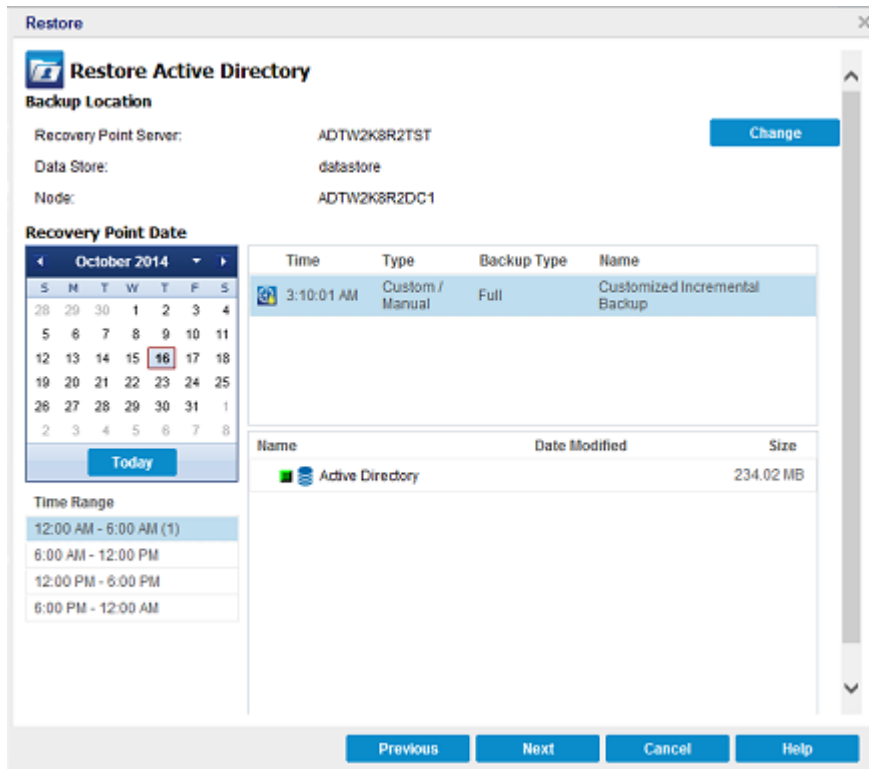 Restore
Restore Active Directory
Backup Location
Recovery Point Server: ADTW2K8R2TST Change
Data Store: datastore
Node: ADTW2K8R2DC1
Recovery Point Date
October 2014
S M T W T F S
28 29 30 1 2 3 4
5 6 7 8 9 10 11
12 13 14 15 16 17 18
19 20 21 22 23 24 25
26 27 28 29 30 31 1
2 3 4 5 6 7 8
Today
Time Range
12:00 AM - 6:00 AM (1)
6:00 AM - 12:00 PM
12:00 PM - 6:00 PM
6:00 PM - 12:00 AM
Time Type Backup Type Name
3:10:01 AM Custom / Manual Full Customized Incremental Backup
Name Date Modified Size
Active Directory 234.02 MB
Previous Next Cancel Help